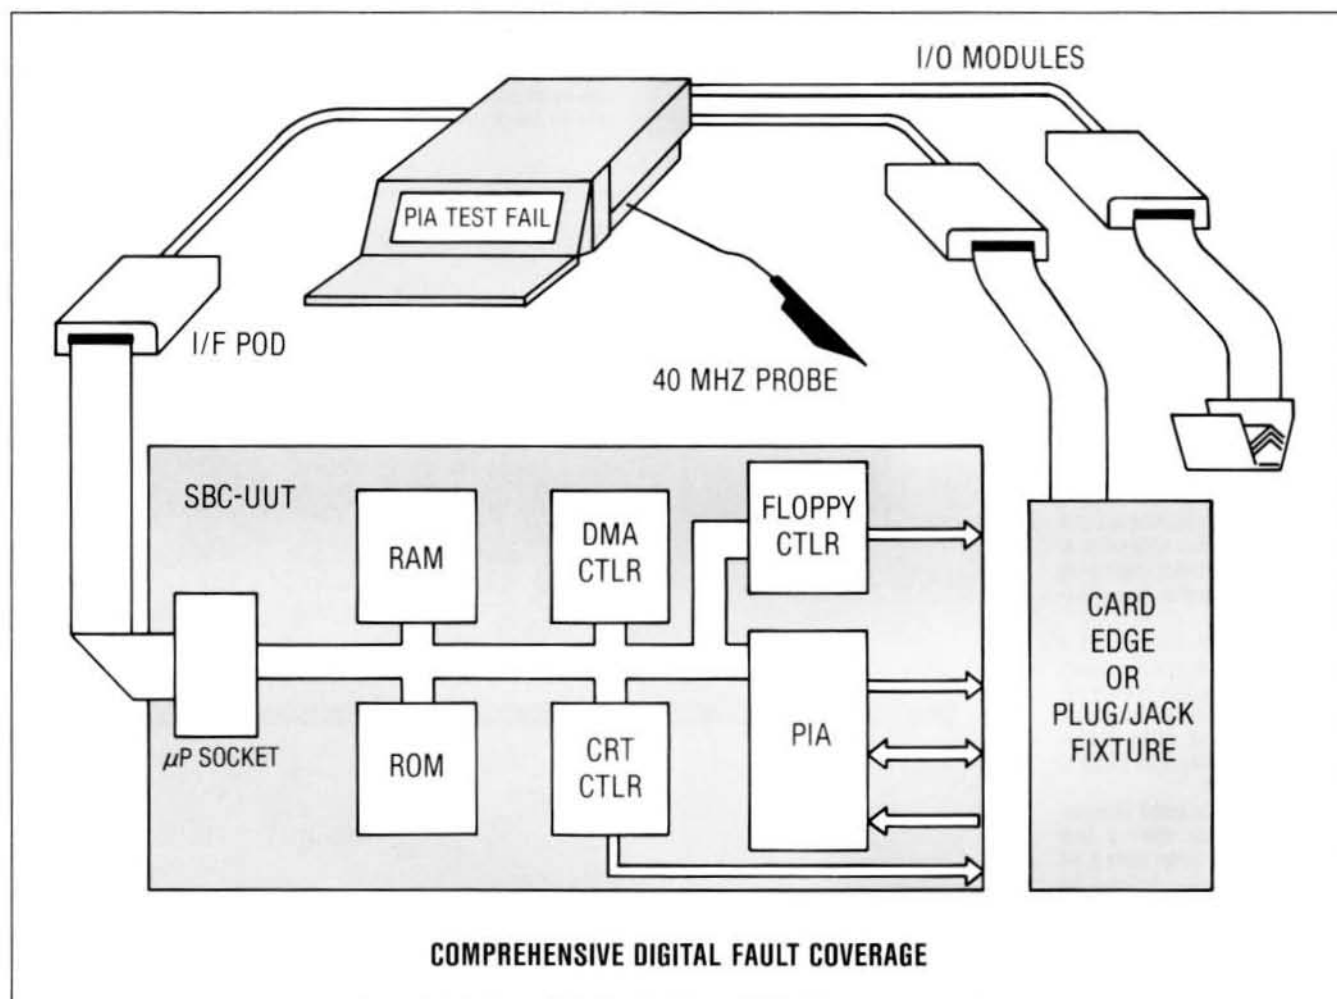 I/O MODULES
PIA TEST FAIL
I/F POD
40 MHZ PROBE
SBC-UUT
RAM
DMA
CTLR
FLOPPY
CTLR
CARD
EDGE
OR
PLUG/JACK
FIXTURE
μP SOCKET
ROM
CRT
CTLR
PIA
COMPREHENSIVE DIGITAL FAULT COVERAGE